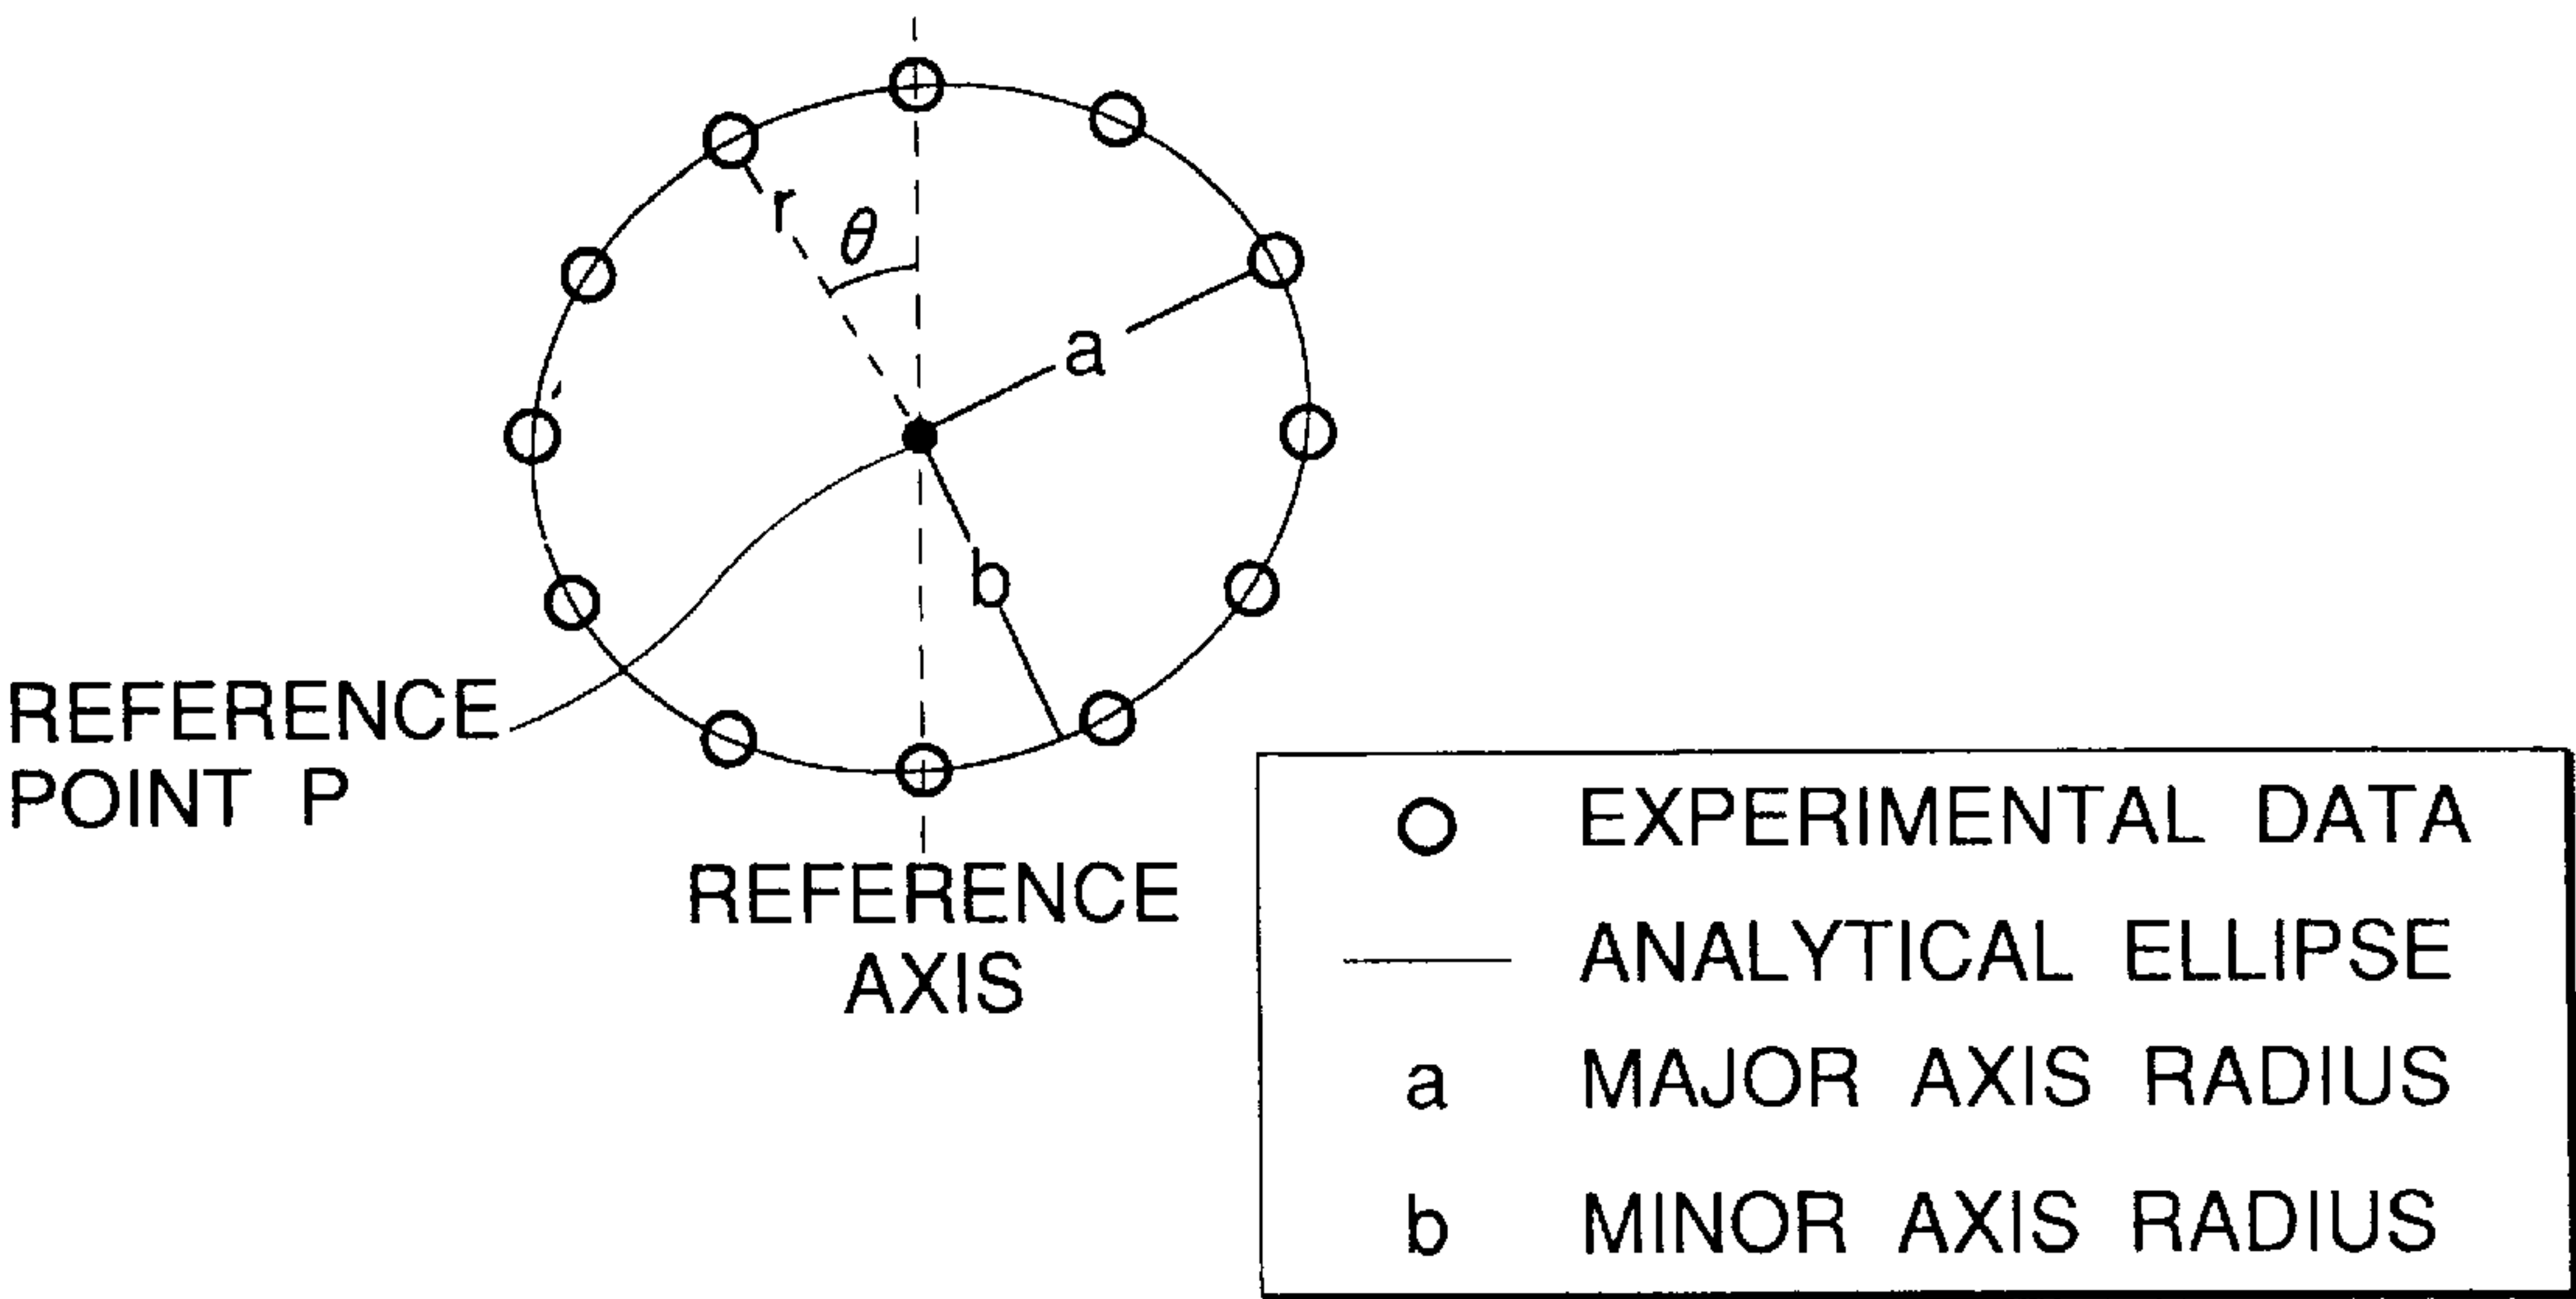 r
θ
a
b
REFERENCE
POINT P
REFERENCE
AXIS
EXPERIMENTAL DATA
ANALYTICAL ELLIPSE
a MAJOR AXIS RADIUS
b MINOR AXIS RADIUS